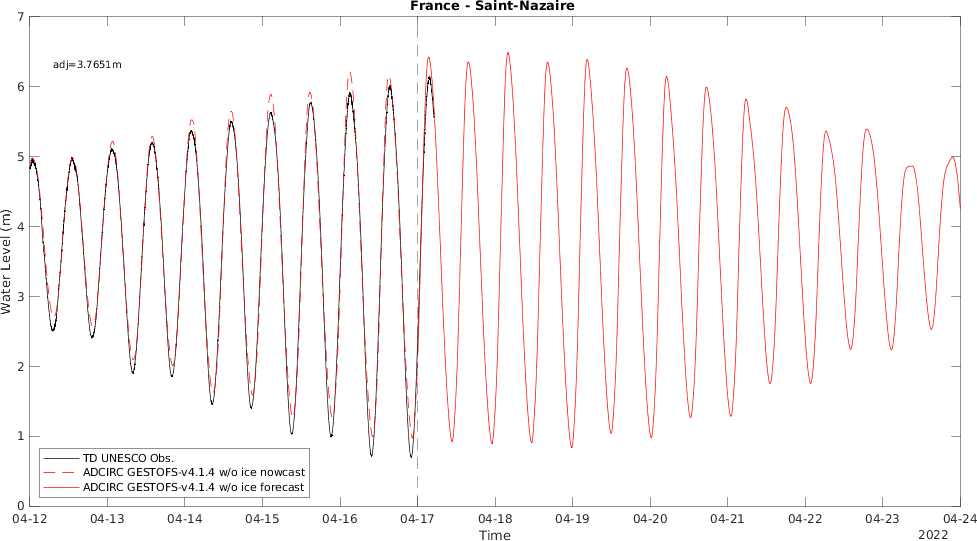 France - Saint-Nazaire
adj=3.7651m
7
6
5
4
3
2
1
0
Water Level (m)
TD UNESCO Obs.
ADCIRC GESTOFS-v4.1.4 w/o ice nowcast
ADCIRC GESTOFS-v4.1.4 w/o ice forecast
04-12 04-13 04-14 04-15 04-16 04-17 04-18 04-19 04-20 04-21 04-22 04-23 04-24
Time
2022